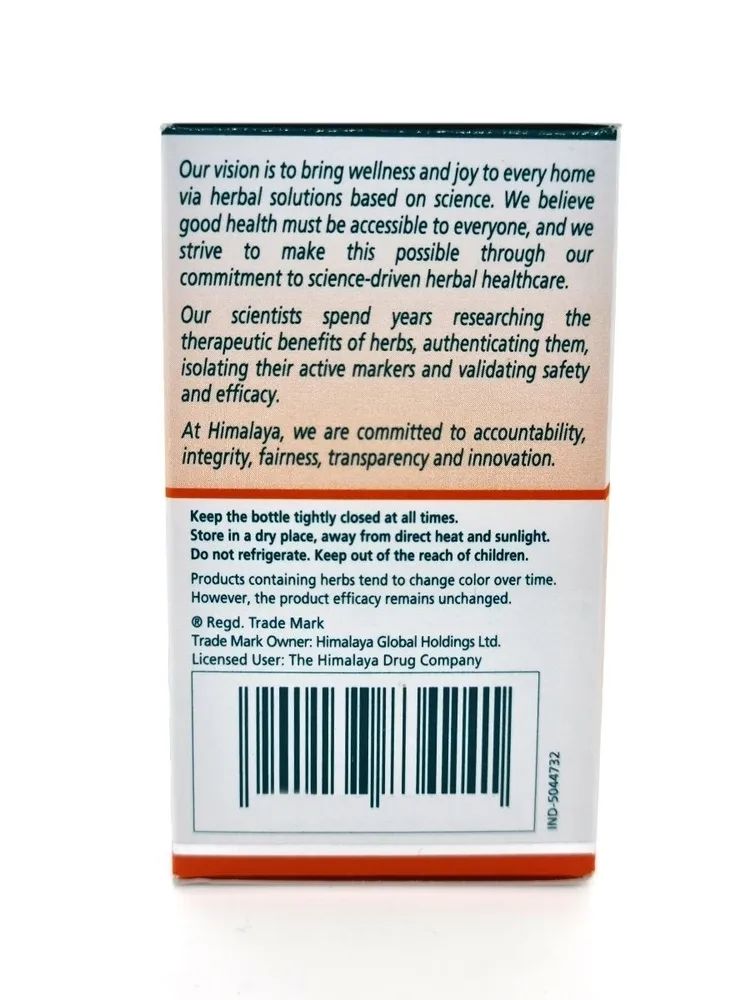 Our vision is to bring wellness and joy to every home
via herbal solutions based on science. We believe
good health must be accessible to everyone, and we
strive to make this possible through our
commitment to science-driven herbal healthcare.
Our scientists spend years researching the
therapeutic benefits of herbs, authenticating them,
isolating their active markers and validating safety
and efficacy.
At Himalaya, we are committed to accountability,
integrity, fairness, transparency and innovation.
Keep the bottle tightly closed at all times.
Store in a dry place, away from direct heat and sunlight.
Do not refrigerate. Keep out of the reach of children.
Products containing herbs tend to change color over time.
However, the product efficacy remains unchanged.
® Regd. Trade Mark
Trade Mark Owner: Himalaya Global Holdings Ltd.
Licensed User: The Himalaya Drug Company
IND-5044732